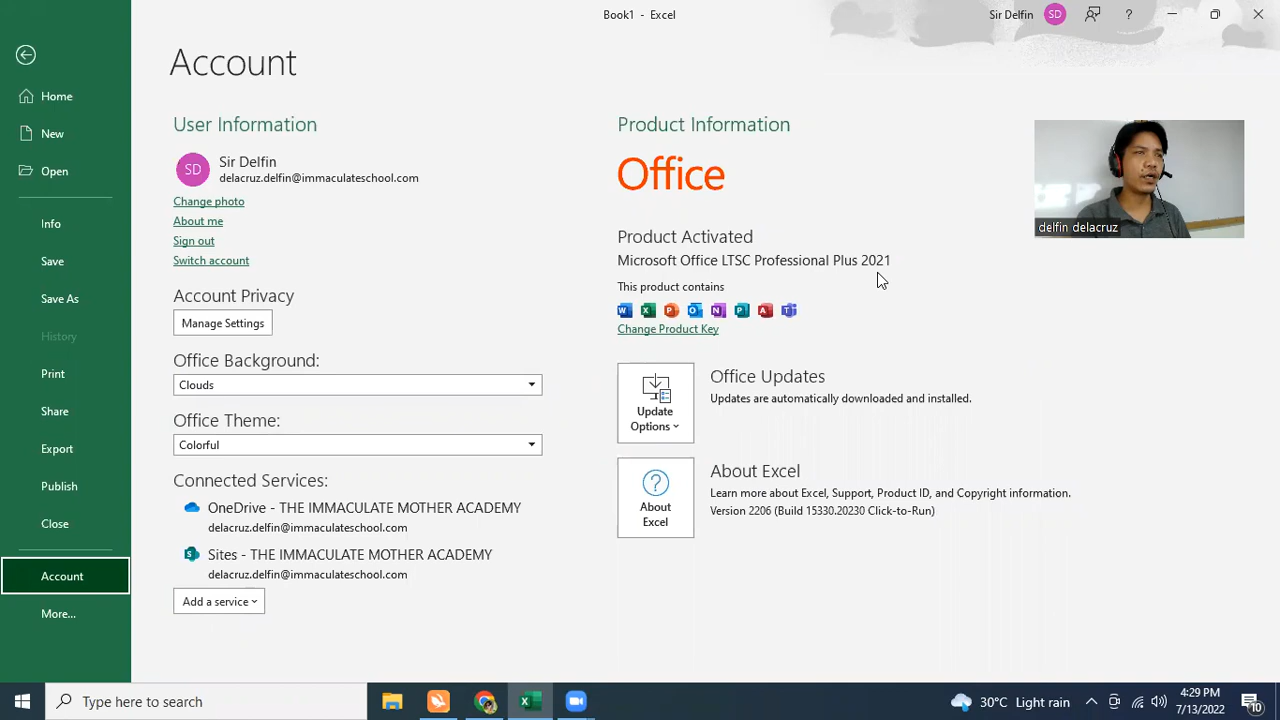 Book1 - Excel
Sir Delfin
SD
?
Account
Home
New
Open
Info
Save
Save As
History
Print
Share
Export
Publish
Close
Account
More...
User Information
SD
Sir Delfin
delacruz.delfin@immaculateschool.com
Change photo
About me
Sign out
Switch account
Account Privacy
Manage Settings
Office Background:
Clouds
Office Theme:
Colorful
Connected Services:
OneDrive - THE IMMACULATE MOTHER ACADEMY
delacruz.delfin@immaculateschool.com
Sites - THE IMMACULATE MOTHER ACADEMY
delacruz.delfin@immaculateschool.com
Add a service
Product Information
Office
Product Activated
Microsoft Office LTSC Professional Plus 2021
This product contains
Change Product Key
Update
Options
Office Updates
Updates are automatically downloaded and installed.
?
About
Excel
About Excel
Learn more about Excel, Support, Product ID, and Copyright information.
Version 2206 (Build 15330.20230 Click-to-Run)
delfin delacruz
Type here to search
30°C Light rain
4:29 PM
7/13/2022
10